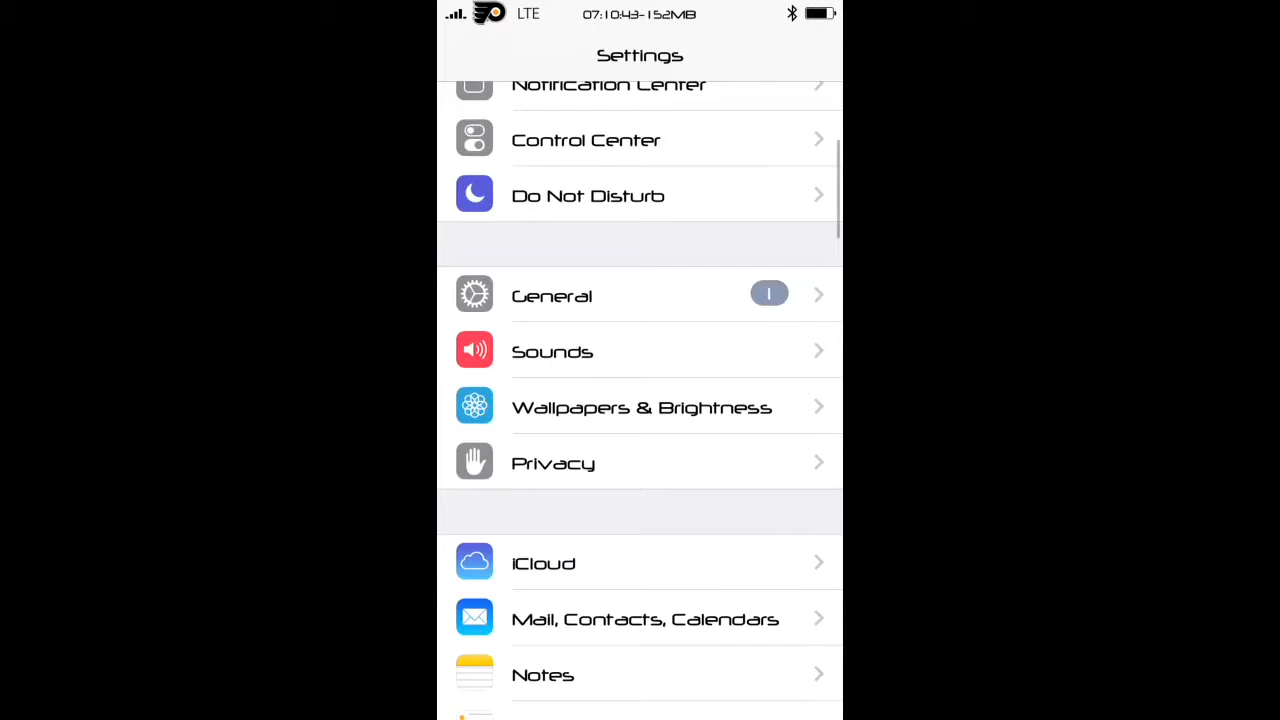 LTE 07:10:43-152MB
Settings
Notification Center
Control Center
Do Not Disturb
General 1
Sounds
Wallpapers & Brightness
Privacy
iCloud
Mail, Contacts, Calendars
Notes